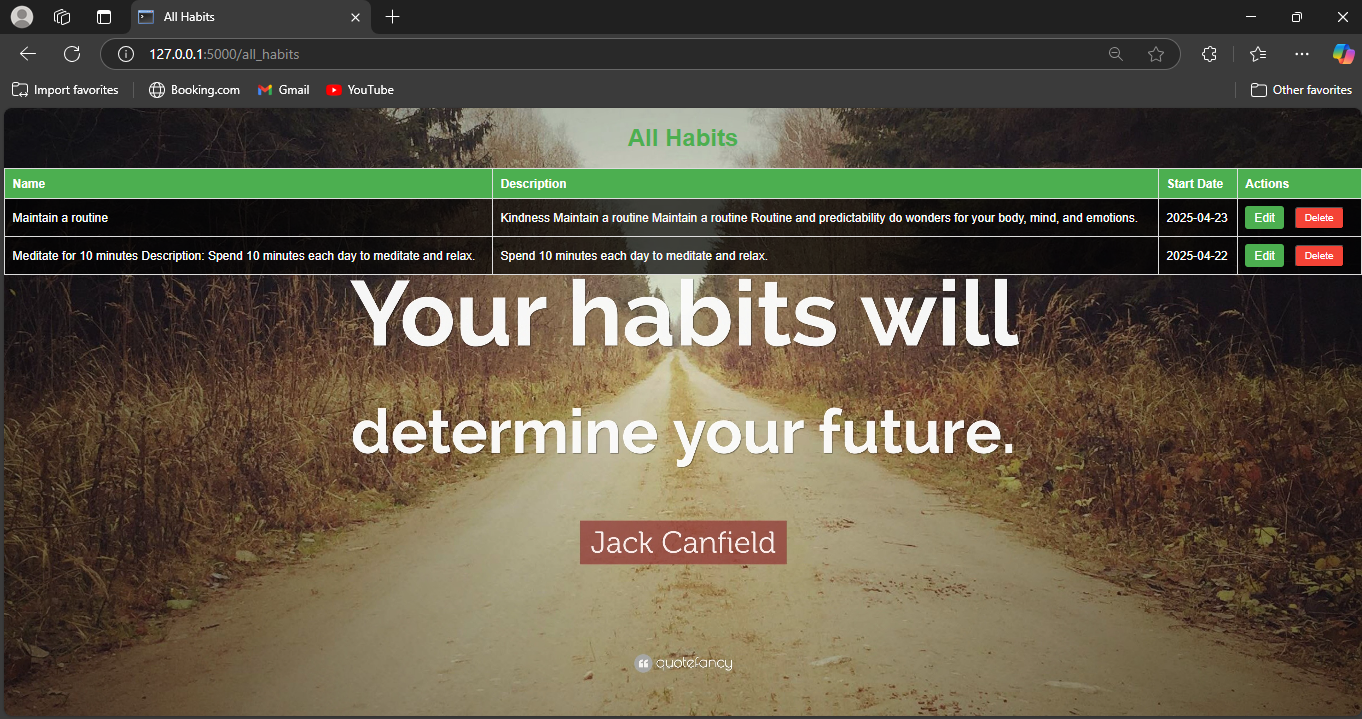 All Habits
127.0.0.1:5000/all_habits
Import favorites
Booking.com
Gmail
YouTube
Other favorites
All Habits
Name Description Start Date Actions
Maintain a routine Kindness Maintain a routine Maintain a routine Routine and predictability do wonders for your body, mind, and emotions. 2025-04-23 Edit Delete
Meditate for 10 minutes Description: Spend 10 minutes each day to meditate and relax. Spend 10 minutes each day to meditate and relax. 2025-04-22 Edit Delete
Your habits will
determine your future.
Jack Canfield
quotefancy